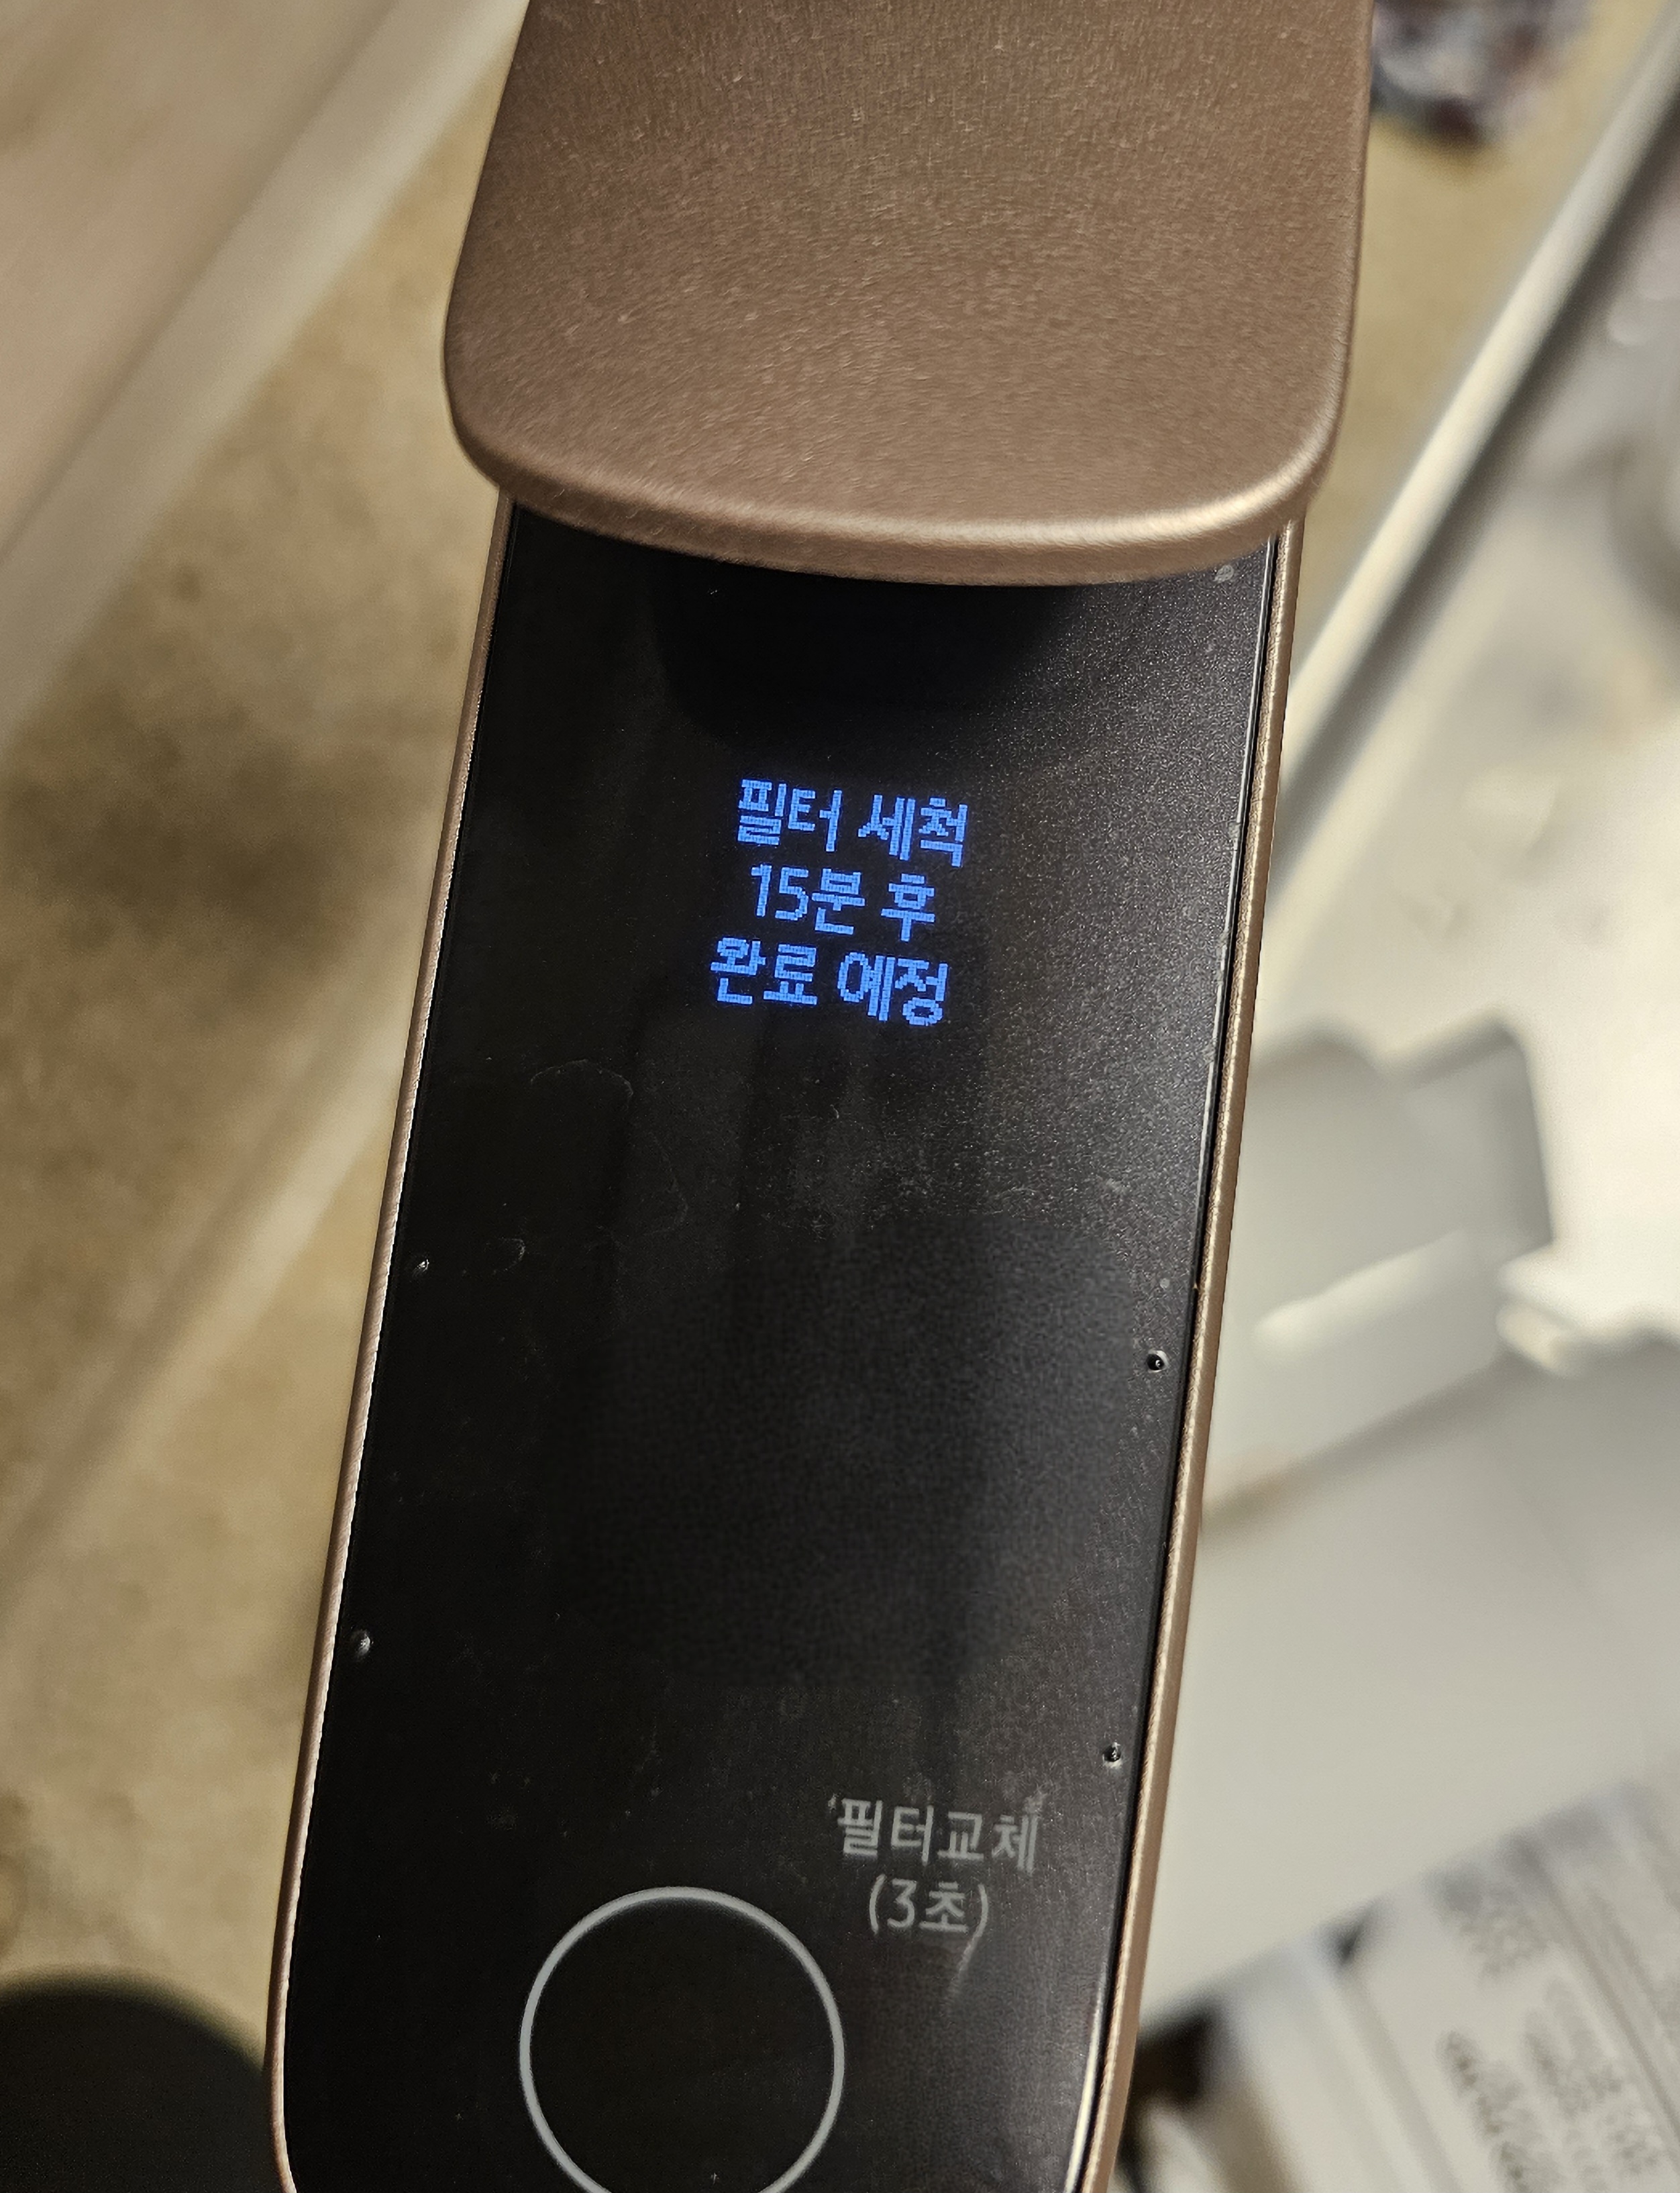 필터 세척
15분 후
완료 예정
필터교체
(3초)